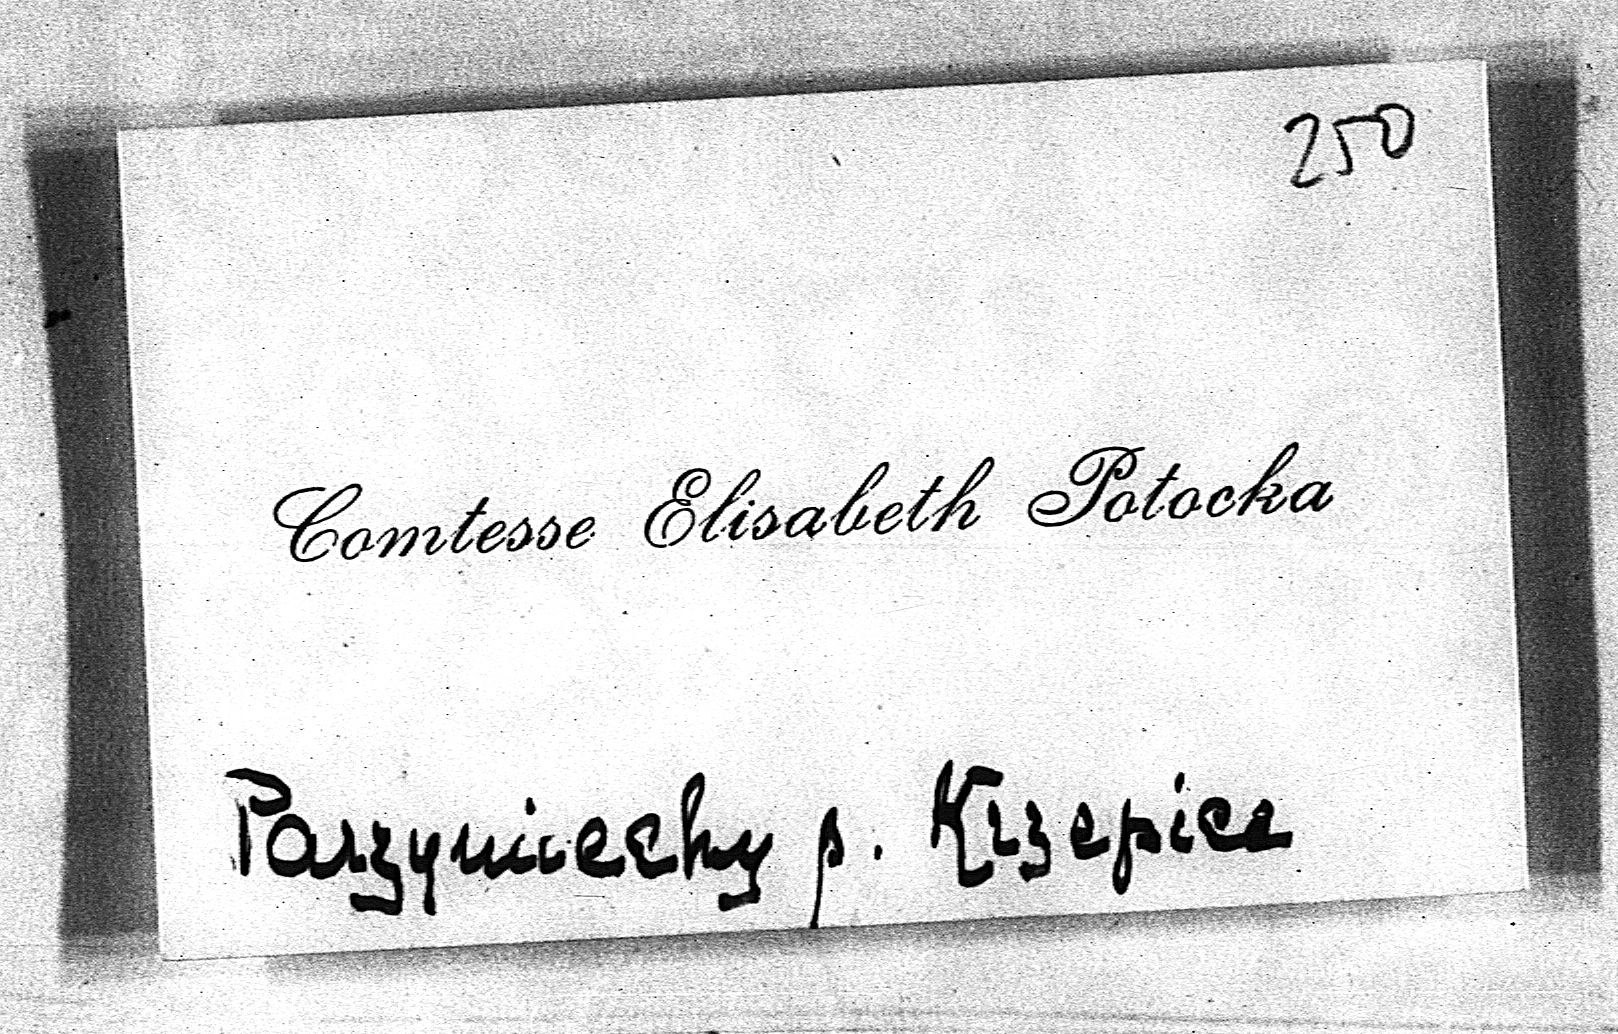 250
Comtesse Elisabeth Potocka
Parzymiechy p. Krzepice